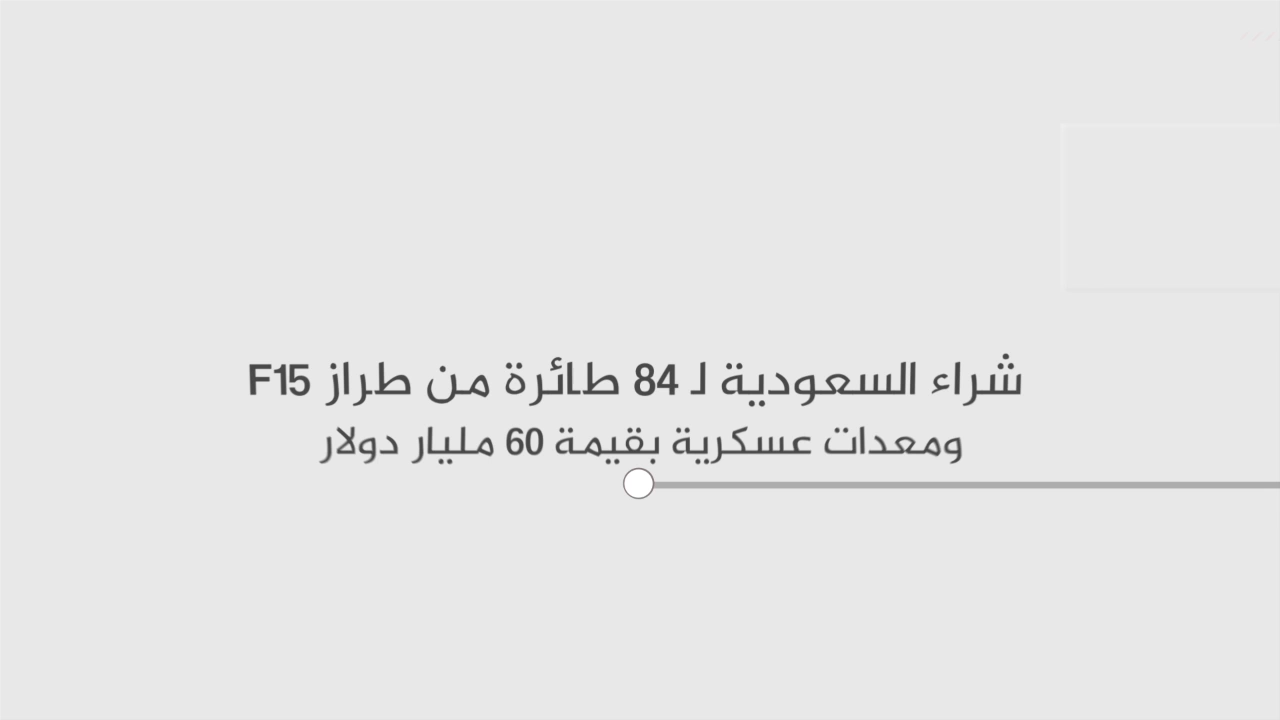 شراء السعودية لـ 84 طائرة من طراز F15
ومعدات عسكرية بقيمة 60 مليار دولار